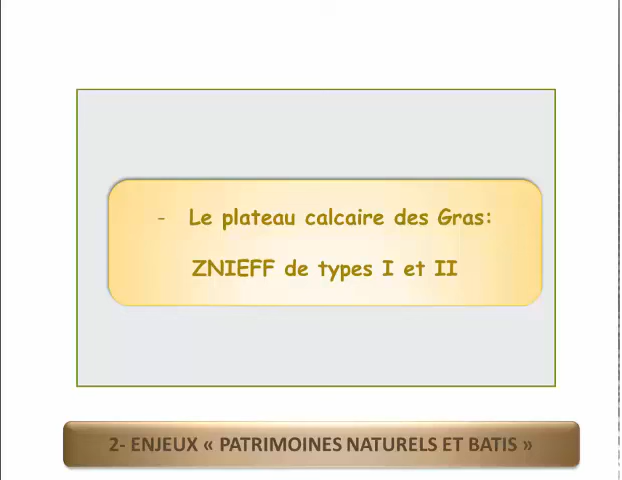 - Le plateau calcaire des Gras:
ZNIEFF de types I et II
2- ENJEUX « PATRIMOINES NATURELS ET BATIS »